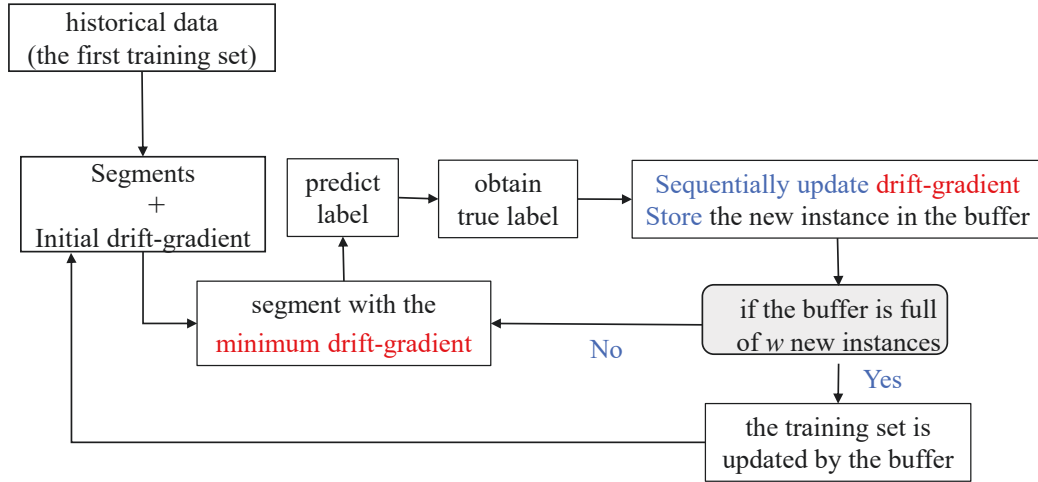 historical data
(the first training set)
Segments
+
Initial drift-gradient
predict
label
obtain
true label
Sequentially update drift-gradient
Store the new instance in the buffer
segment with the
minimum drift-gradient
if the buffer is full
of w new instances
No
Yes
the training set is
updated by the buffer